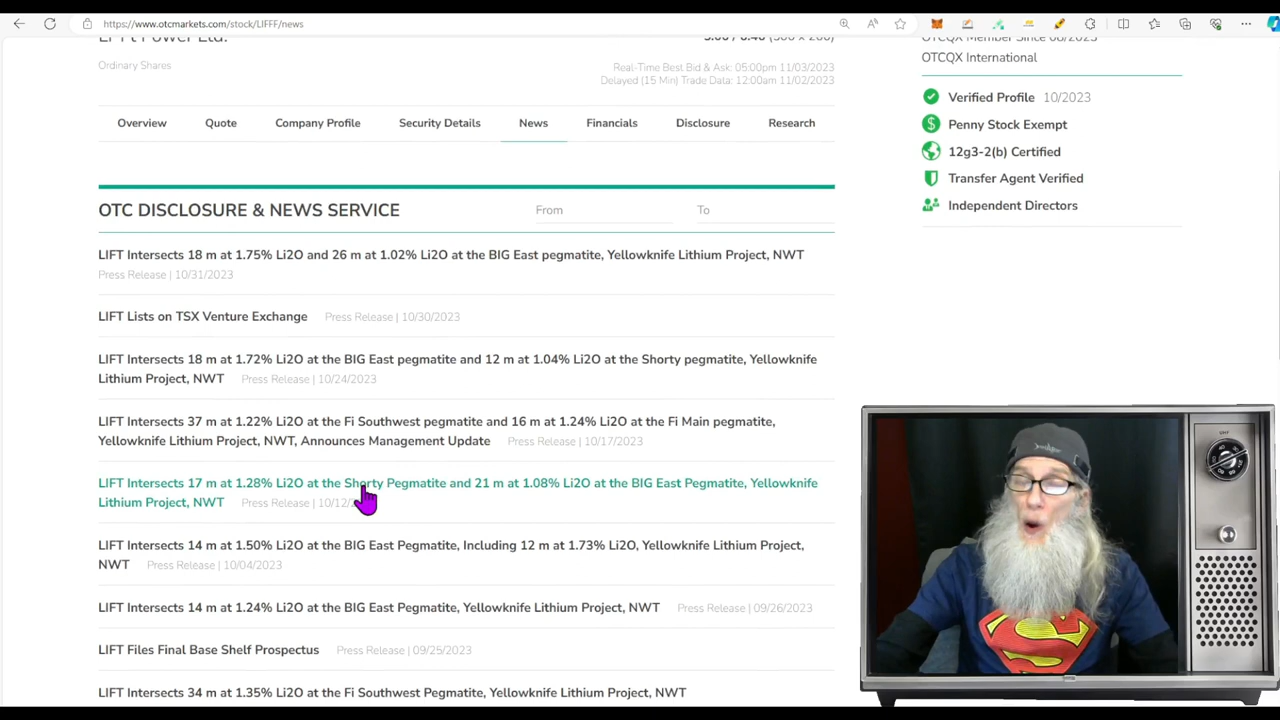 https://www.otcmarkets.com/stock/LIFFF/news
LIFT Power Ltd.
Ordinary Shares
Real-Time Best Bid & Ask: 05:00pm 11/03/2023
Delayed (15 Min) Trade Data: 12:00am 11/02/2023
OTCQX Member Since 08/2023
OTCQX International
Verified Profile 10/2023
Penny Stock Exempt
12g3-2(b) Certified
Transfer Agent Verified
Independent Directors
Overview Quote Company Profile Security Details News Financials Disclosure Research
OTC DISCLOSURE & NEWS SERVICE From To
LIFT Intersects 18 m at 1.75% Li2O and 26 m at 1.02% Li2O at the BIG East pegmatite, Yellowknife Lithium Project, NWT
Press Release | 10/31/2023
LIFT Lists on TSX Venture Exchange Press Release | 10/30/2023
LIFT Intersects 18 m at 1.72% Li2O at the BIG East pegmatite and 12 m at 1.04% Li2O at the Shorty pegmatite, Yellowknife
Lithium Project, NWT Press Release | 10/24/2023
LIFT Intersects 37 m at 1.22% Li2O at the Fi Southwest pegmatite and 16 m at 1.24% Li2O at the Fi Main pegmatite,
Yellowknife Lithium Project, NWT, Announces Management Update Press Release | 10/17/2023
LIFT Intersects 17 m at 1.28% Li2O at the Shorty Pegmatite and 21 m at 1.08% Li2O at the BIG East Pegmatite, Yellowknife
Lithium Project, NWT Press Release | 10/12/
LIFT Intersects 14 m at 1.50% Li2O at the BIG East Pegmatite, Including 12 m at 1.73% Li2O, Yellowknife Lithium Project,
NWT Press Release | 10/04/2023
LIFT Intersects 14 m at 1.24% Li2O at the BIG East Pegmatite, Yellowknife Lithium Project, NWT Press Release | 09/26/2023
LIFT Files Final Base Shelf Prospectus Press Release | 09/25/2023
LIFT Intersects 34 m at 1.35% Li2O at the Fi Southwest Pegmatite, Yellowknife Lithium Project, NWT